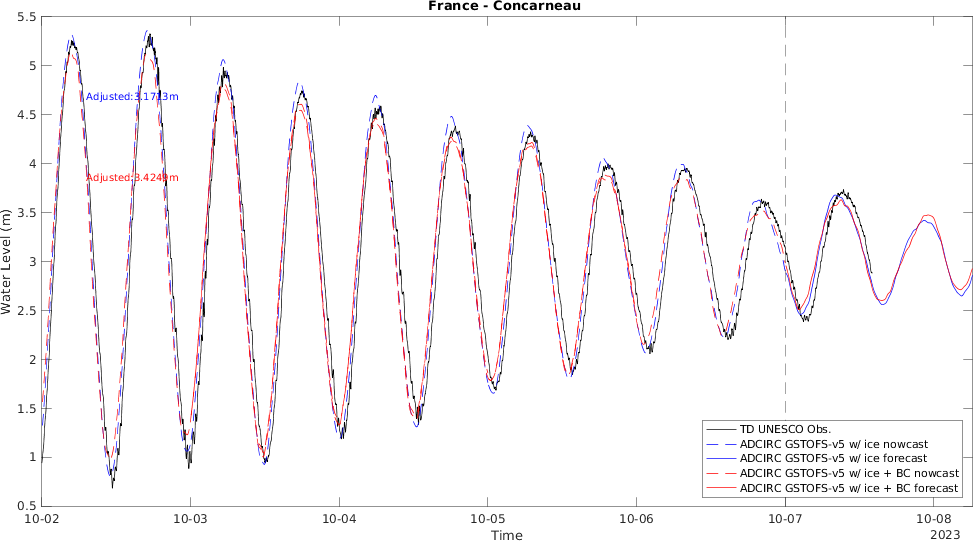 France - Concarneau
5.5
5
4.5
4
3.5
3
2.5
2
1.5
1
0.5
Water Level (m)
Adjusted:3.1713m
Adjusted:3.4249m
TD UNESCO Obs.
ADCIRC GSTOFS-v5 w/ ice nowcast
ADCIRC GSTOFS-v5 w/ ice forecast
ADCIRC GSTOFS-v5 w/ ice + BC nowcast
ADCIRC GSTOFS-v5 w/ ice + BC forecast
10-02 10-03 10-04 10-05 10-06 10-07 10-08
Time
2023